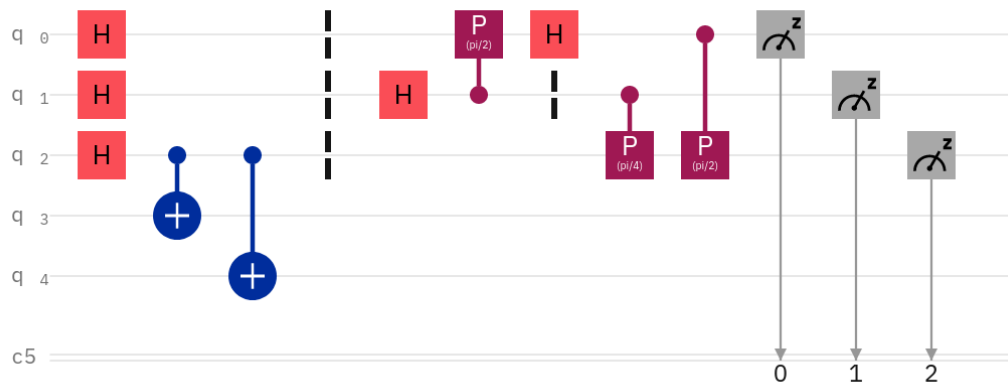 q 0 H P (pi/2) H z
q 1 H H z
q 2 H P (pi/4) P (pi/2) z
q 3 +
q 4 +
c5
0 1 2